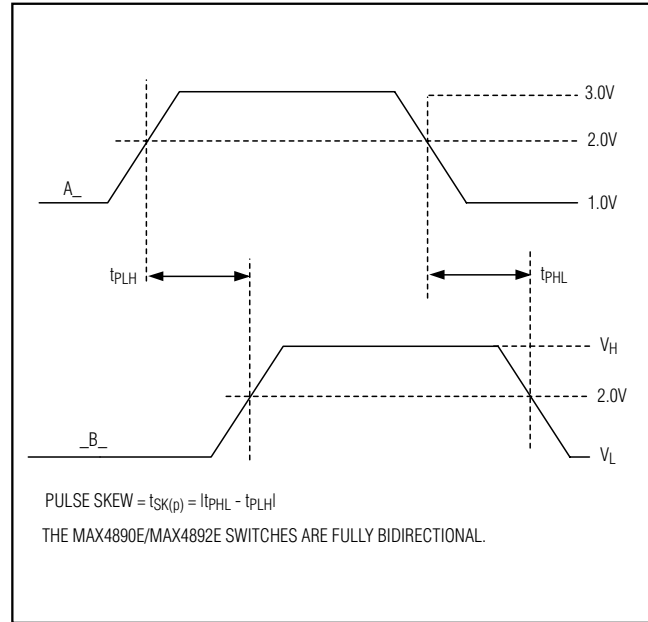 3.0V
2.0V
A_
1.0V
tPLH
tPHL
VH
2.0V
_B_
VL
PULSE SKEW = tSK(p) = |tPHL - tPLH|
THE MAX4890E/MAX4892E SWITCHES ARE FULLY BIDIRECTIONAL.